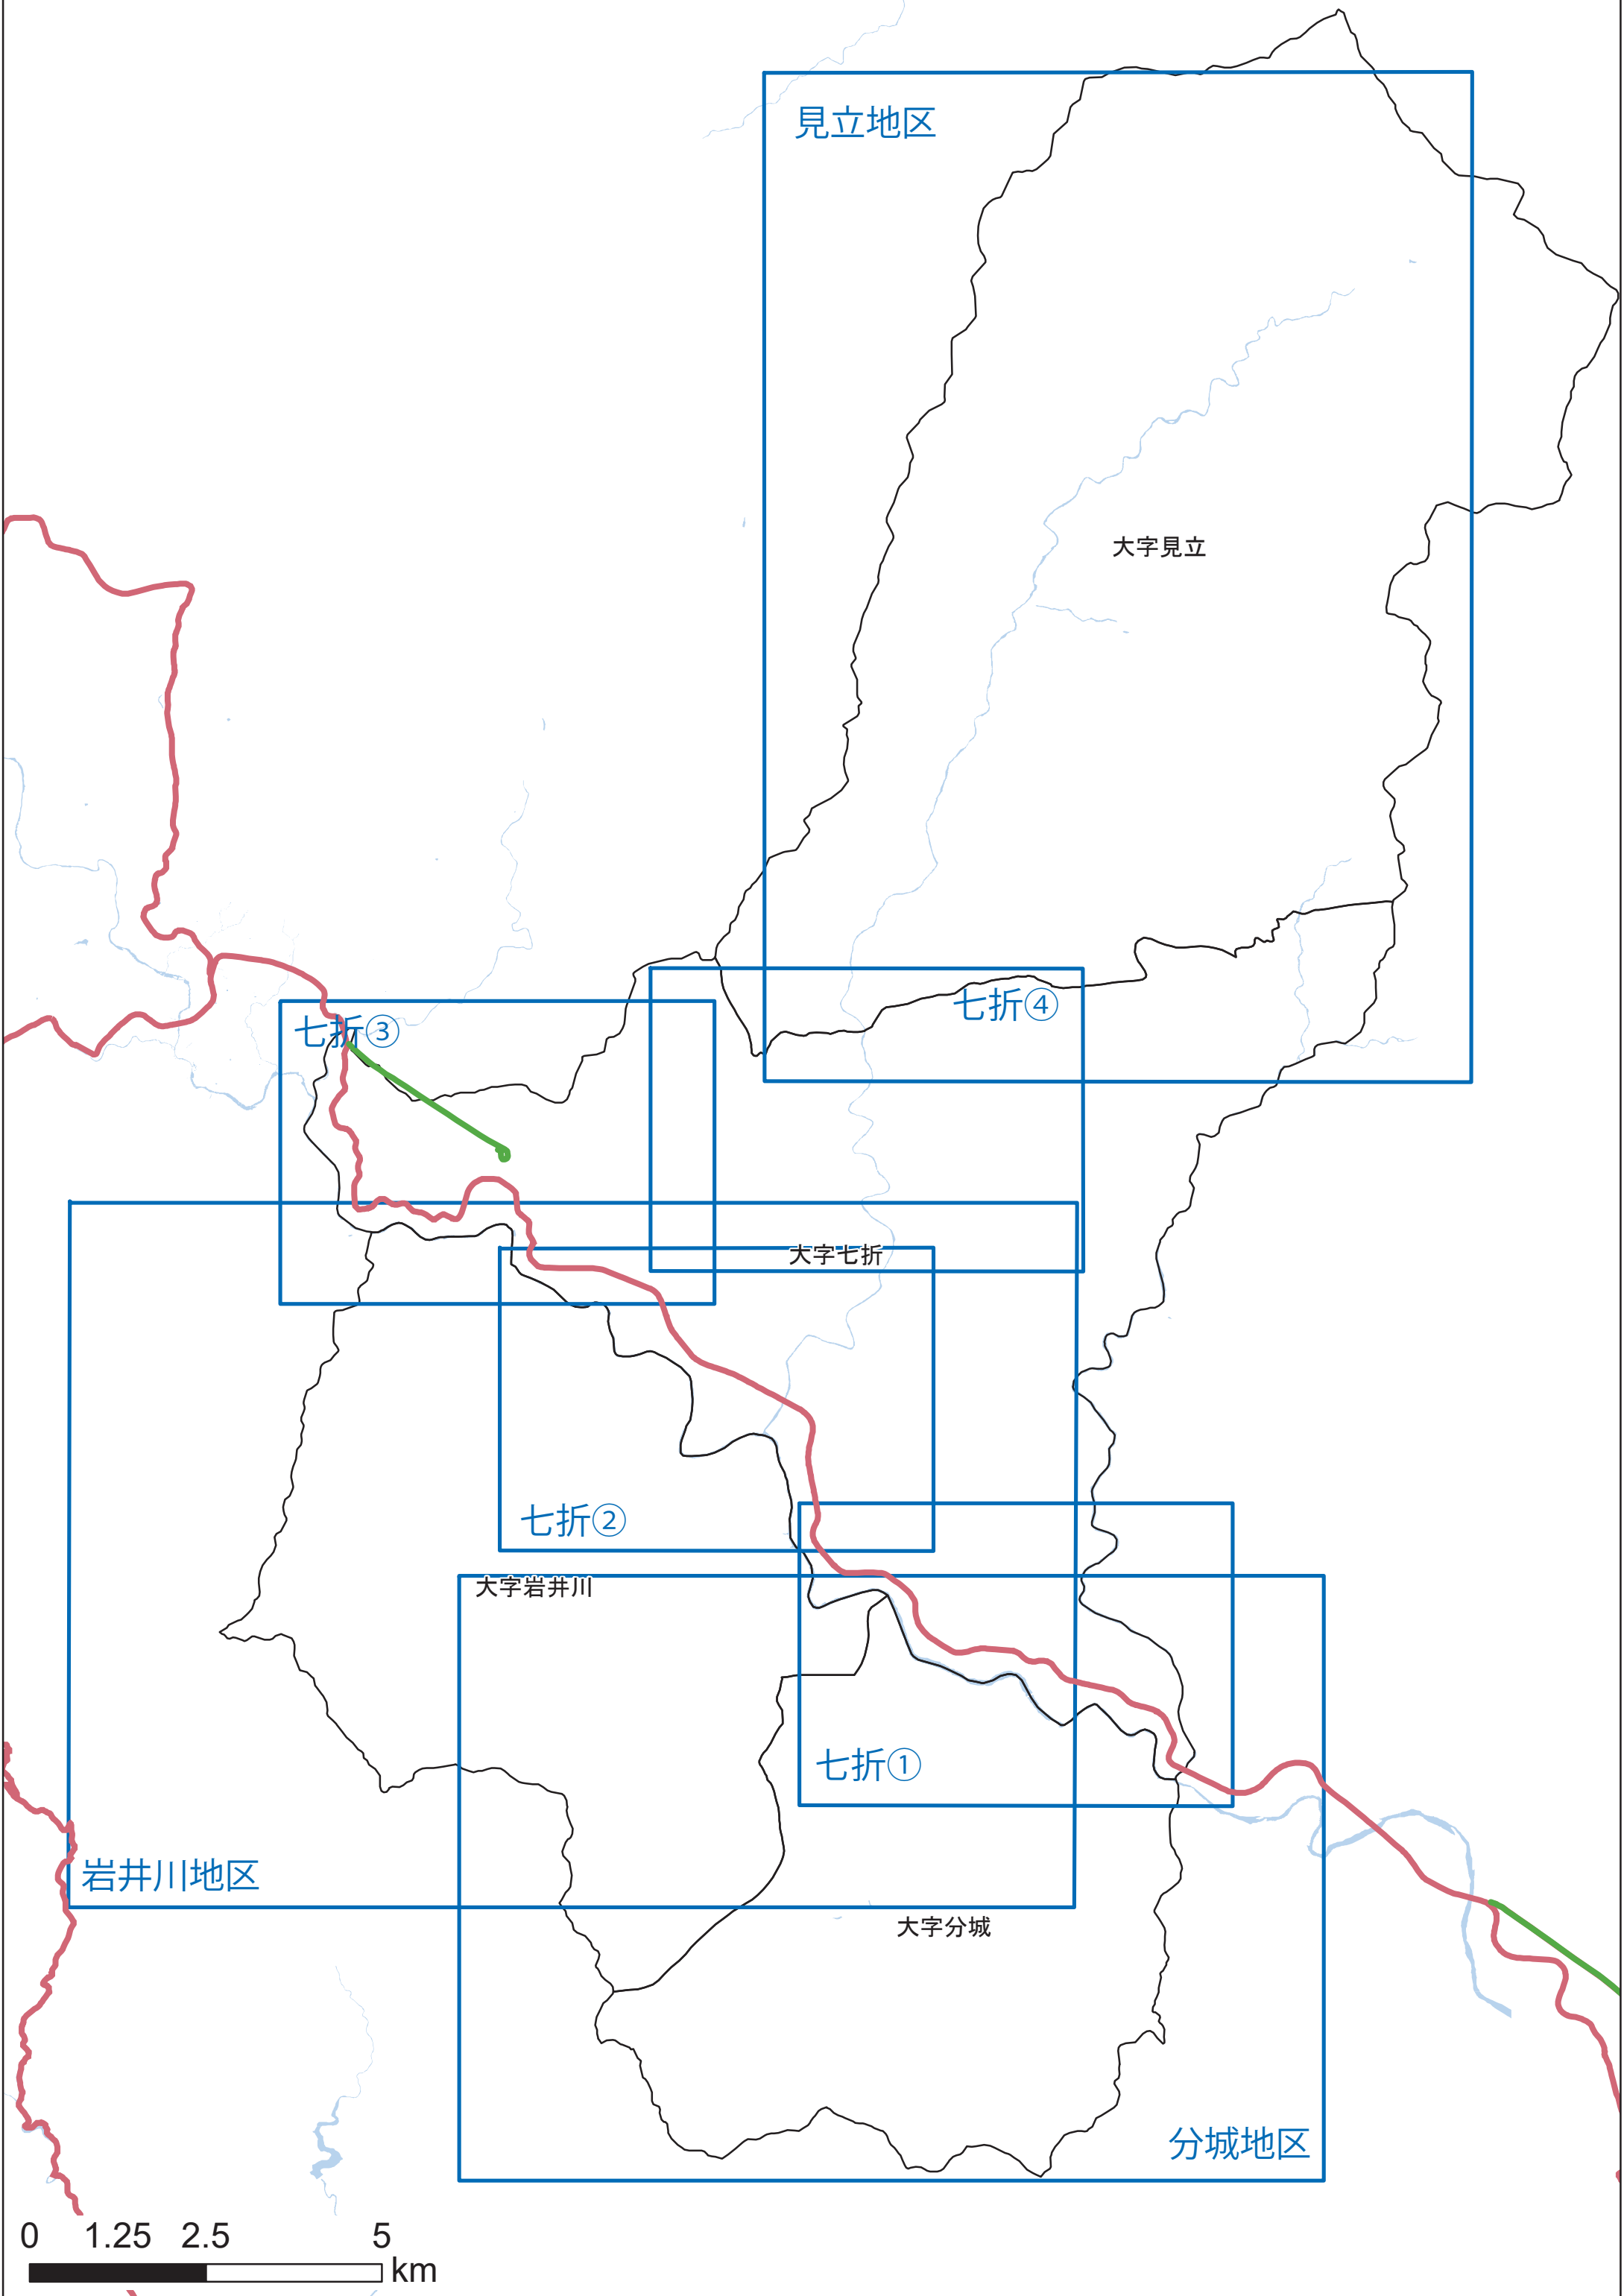 見立地区
大字見立
七折④
七折③
大字七折
七折②
大字岩井川
七折①
岩井川地区
大字分城
分城地区
0 1.25 2.5 5
km